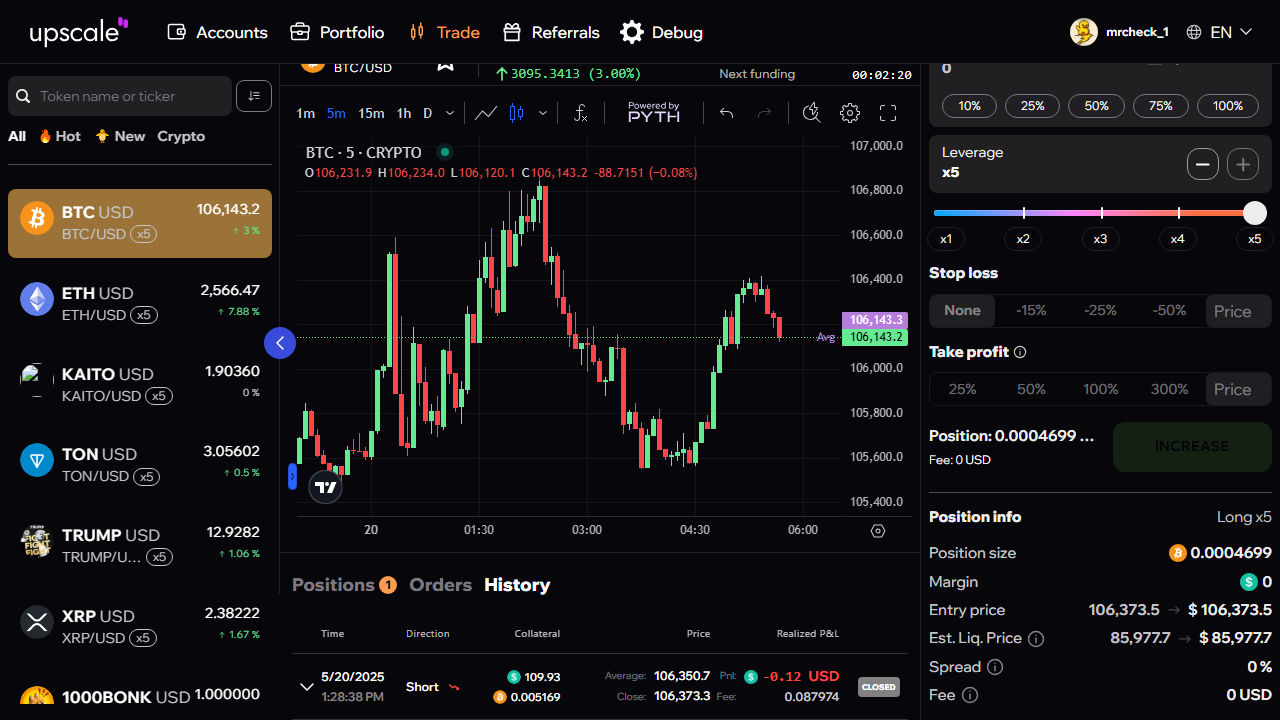 upscale
Accounts
Portfolio
Trade
Referrals
Debug
mrcheck_1
EN
Token name or ticker
All Hot New Crypto
BTC USD 106,143.2
BTC/USD x5 ↑ 3 %
ETH USD 2,566.47
ETH/USD x5 ↑ 7.88 %
KAITO USD 1.90360
KAITO/USD x5 0 %
TON USD 3.05602
TON/USD x5 ↑ 0.5 %
TRUMP USD 12.9282
TRUMP/U... x5 ↑ 1.06 %
XRP USD 2.38222
XRP/USD x5 ↑ 1.67 %
1000BONK USD 1.000000
BTC/USD
↑ 3095.3413 (3.00%)
Next funding
00:02:20
1m 5m 15m 1h D
Powered by
PYTH
BTC · 5 · CRYPTO
O106,231.9 H106,234.0 L106,120.1 C106,143.2 -88.7151 (−0.08%)
107,000.0
106,800.0
106,600.0
106,400.0
106,143.3
Avg 106,143.2
106,000.0
105,800.0
105,600.0
105,400.0
20 01:30 03:00 04:30 06:00
Positions 1 Orders History
Time Direction Collateral Price Realized P&L
5/20/2025
1:28:38 PM
Short
109.93
0.005169
Average: 106,350.7
Close: 106,373.3
Pnl: -0.12 USD
Fee: 0.087974
CLOSED
0
10% 25% 50% 75% 100%
Leverage
x5
x1 x2 x3 x4 x5
Stop loss
None -15% -25% -50% Price
Take profit
25% 50% 100% 300% Price
Position: 0.0004699 ...
Fee: 0 USD
INCREASE
Position info Long x5
Position size 0.0004699
Margin 0
Entry price 106,373.5 → $ 106,373.5
Est. Liq. Price 85,977.7 → $ 85,977.7
Spread 0 %
Fee 0 USD